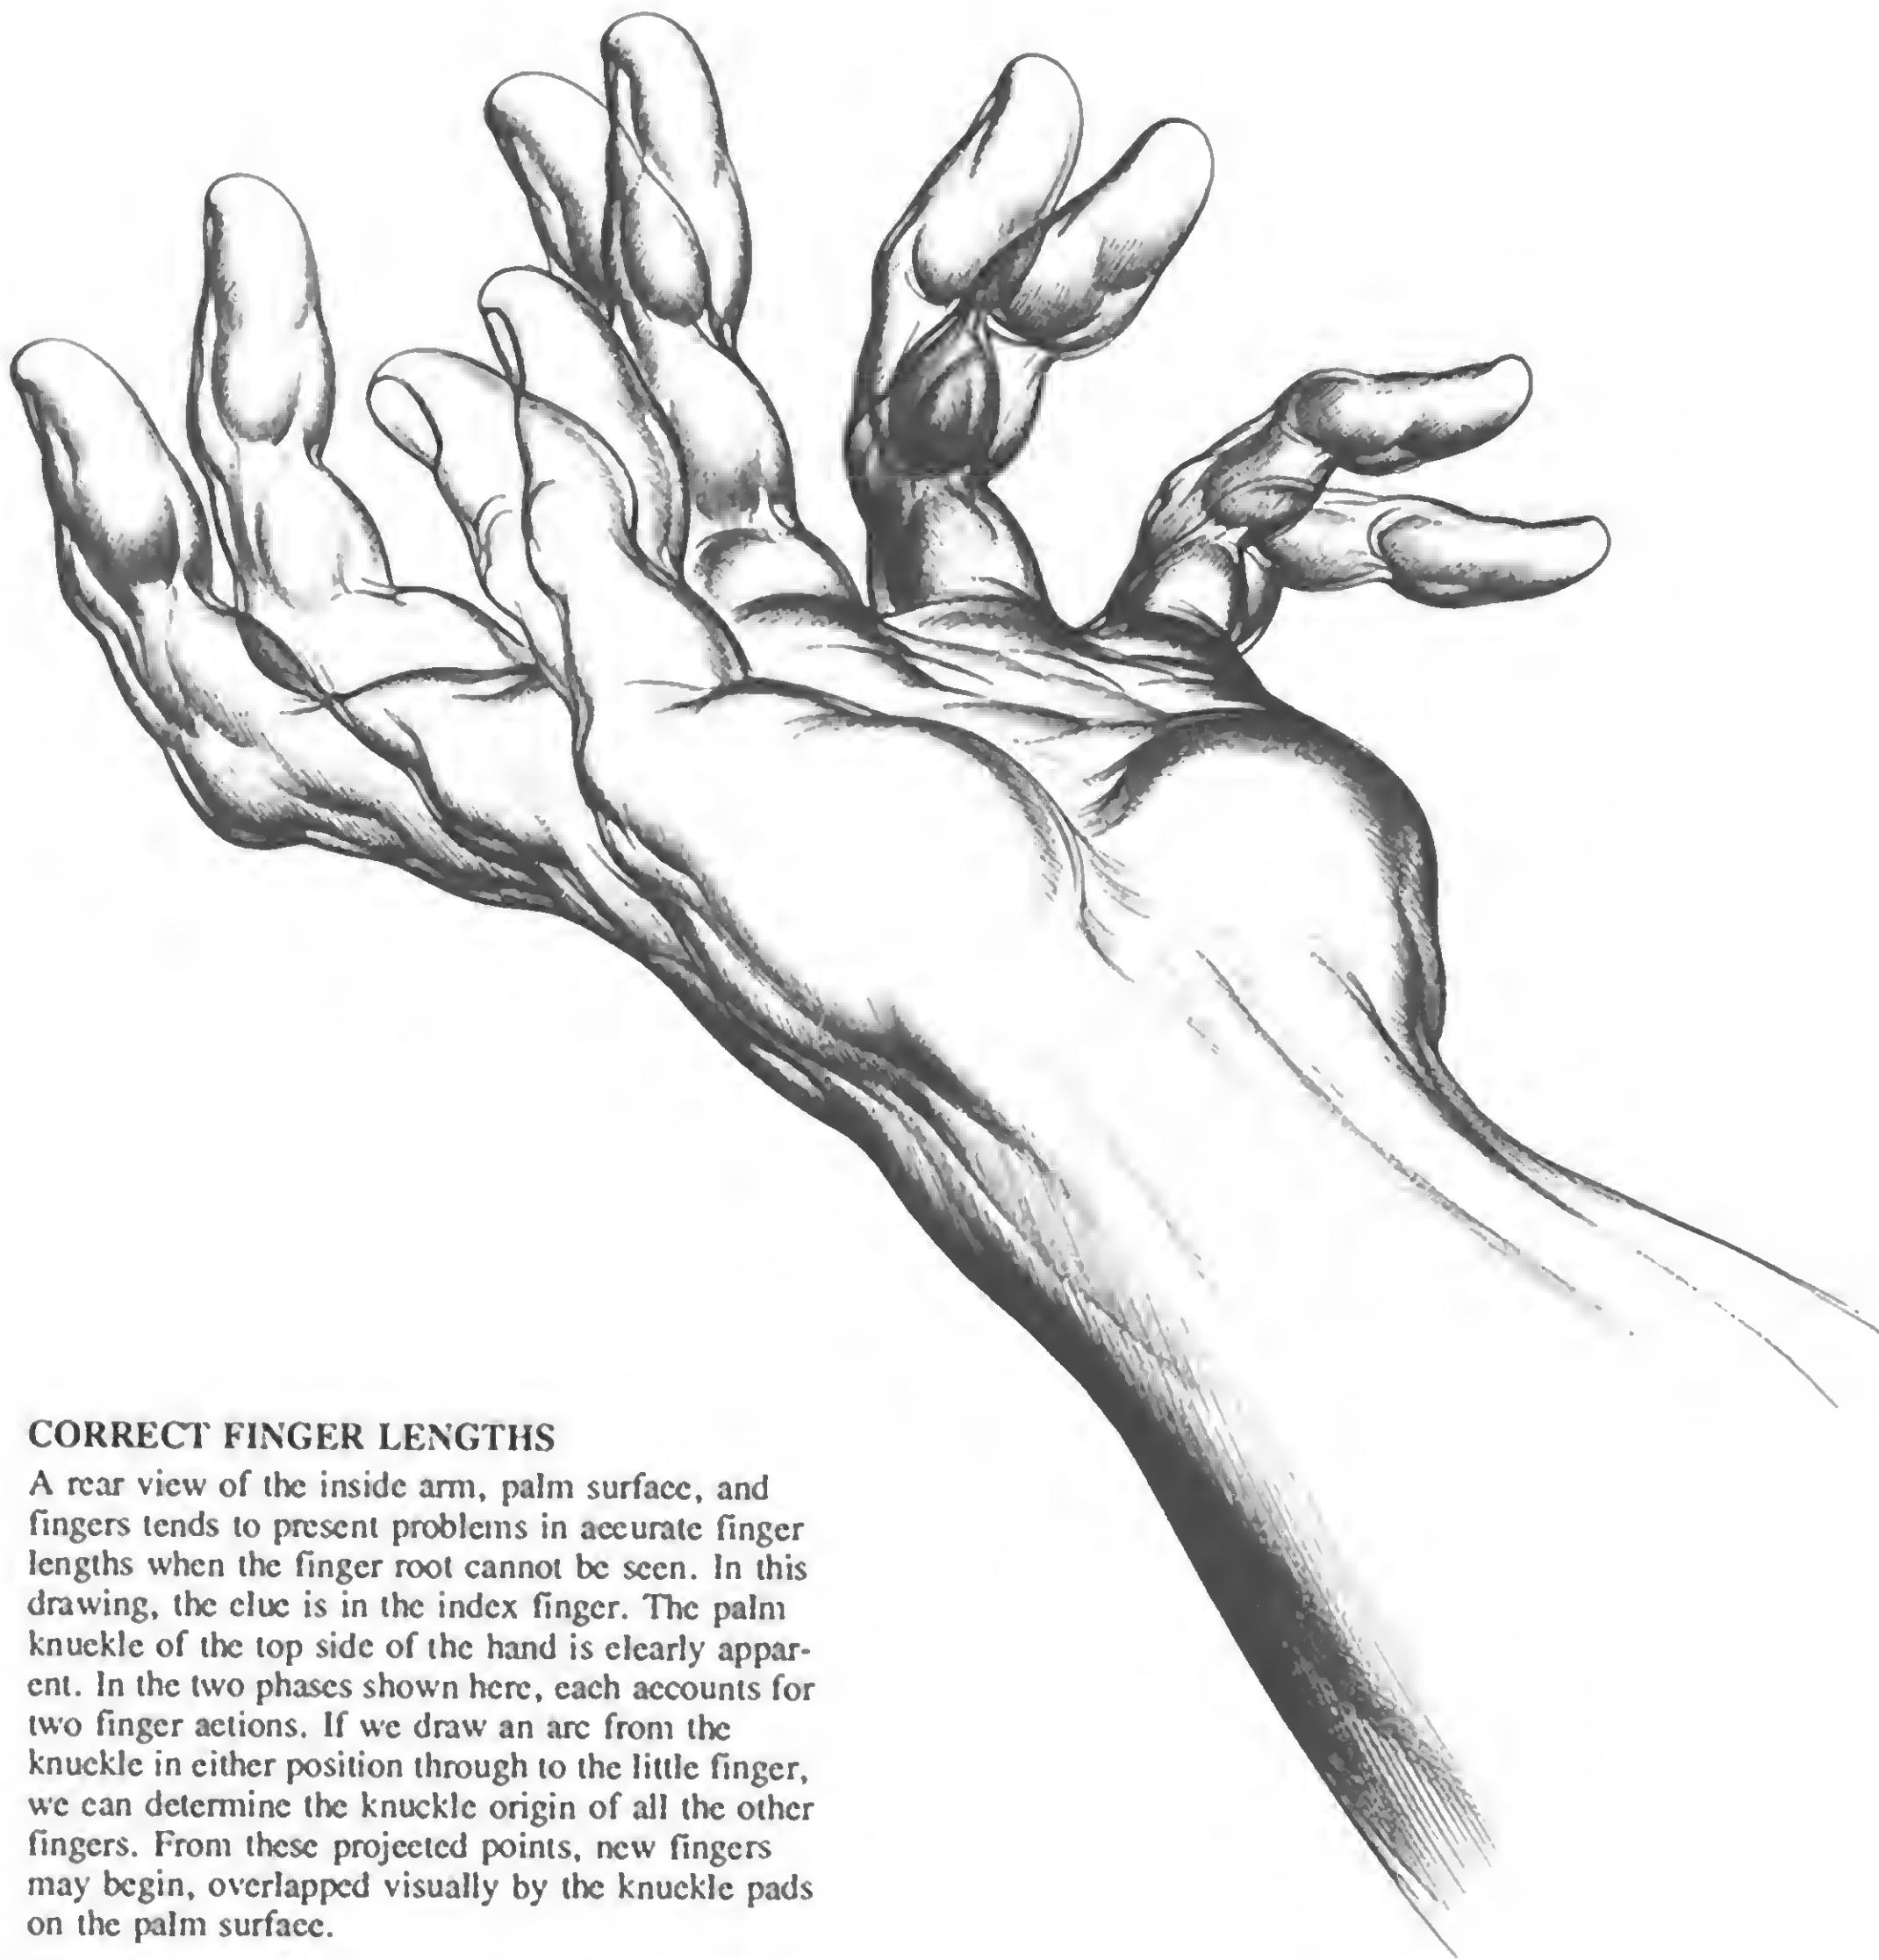 CORRECT FINGER LENGTHS
A rear view of the inside arm, palm surface, and
fingers tends to present problems in accurate finger
lengths when the finger root cannot be seen. In this
drawing, the clue is in the index finger. The palm
knuckle of the top side of the hand is clearly appar-
ent. In the two phases shown here, each accounts for
two finger actions. If we draw an arc from the
knuckle in either position through to the little finger,
we can determine the knuckle origin of all the other
fingers. From these projected points, new fingers
may begin, overlapped visually by the knuckle pads
on the palm surface.